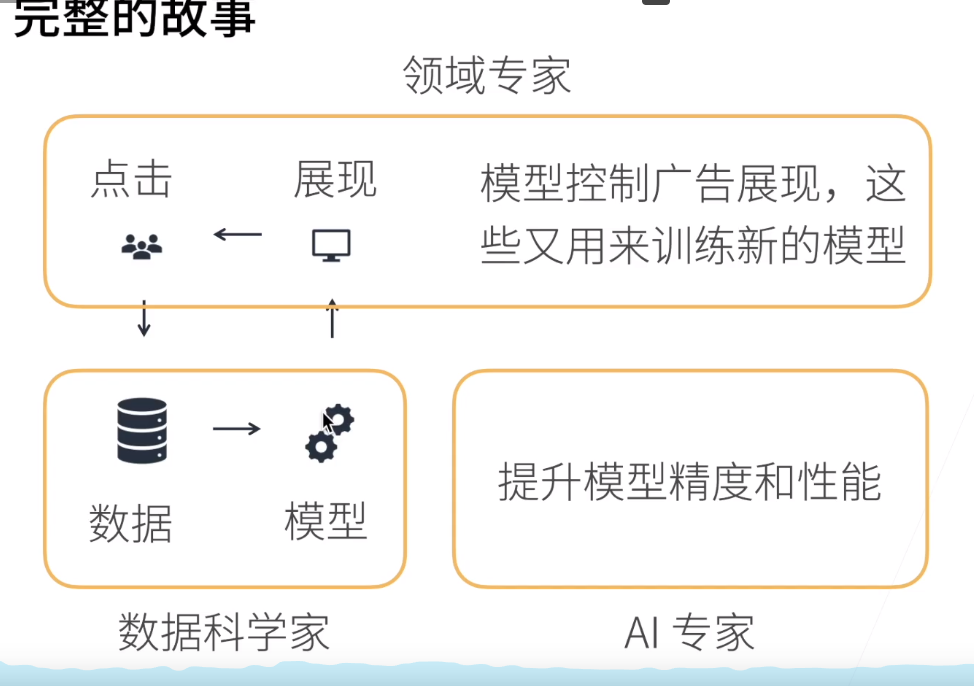 完整的故事
领域专家
点击
展现
模型控制广告展现，这
些又用来训练新的模型
数据
模型
提升模型精度和性能
数据科学家
AI 专家